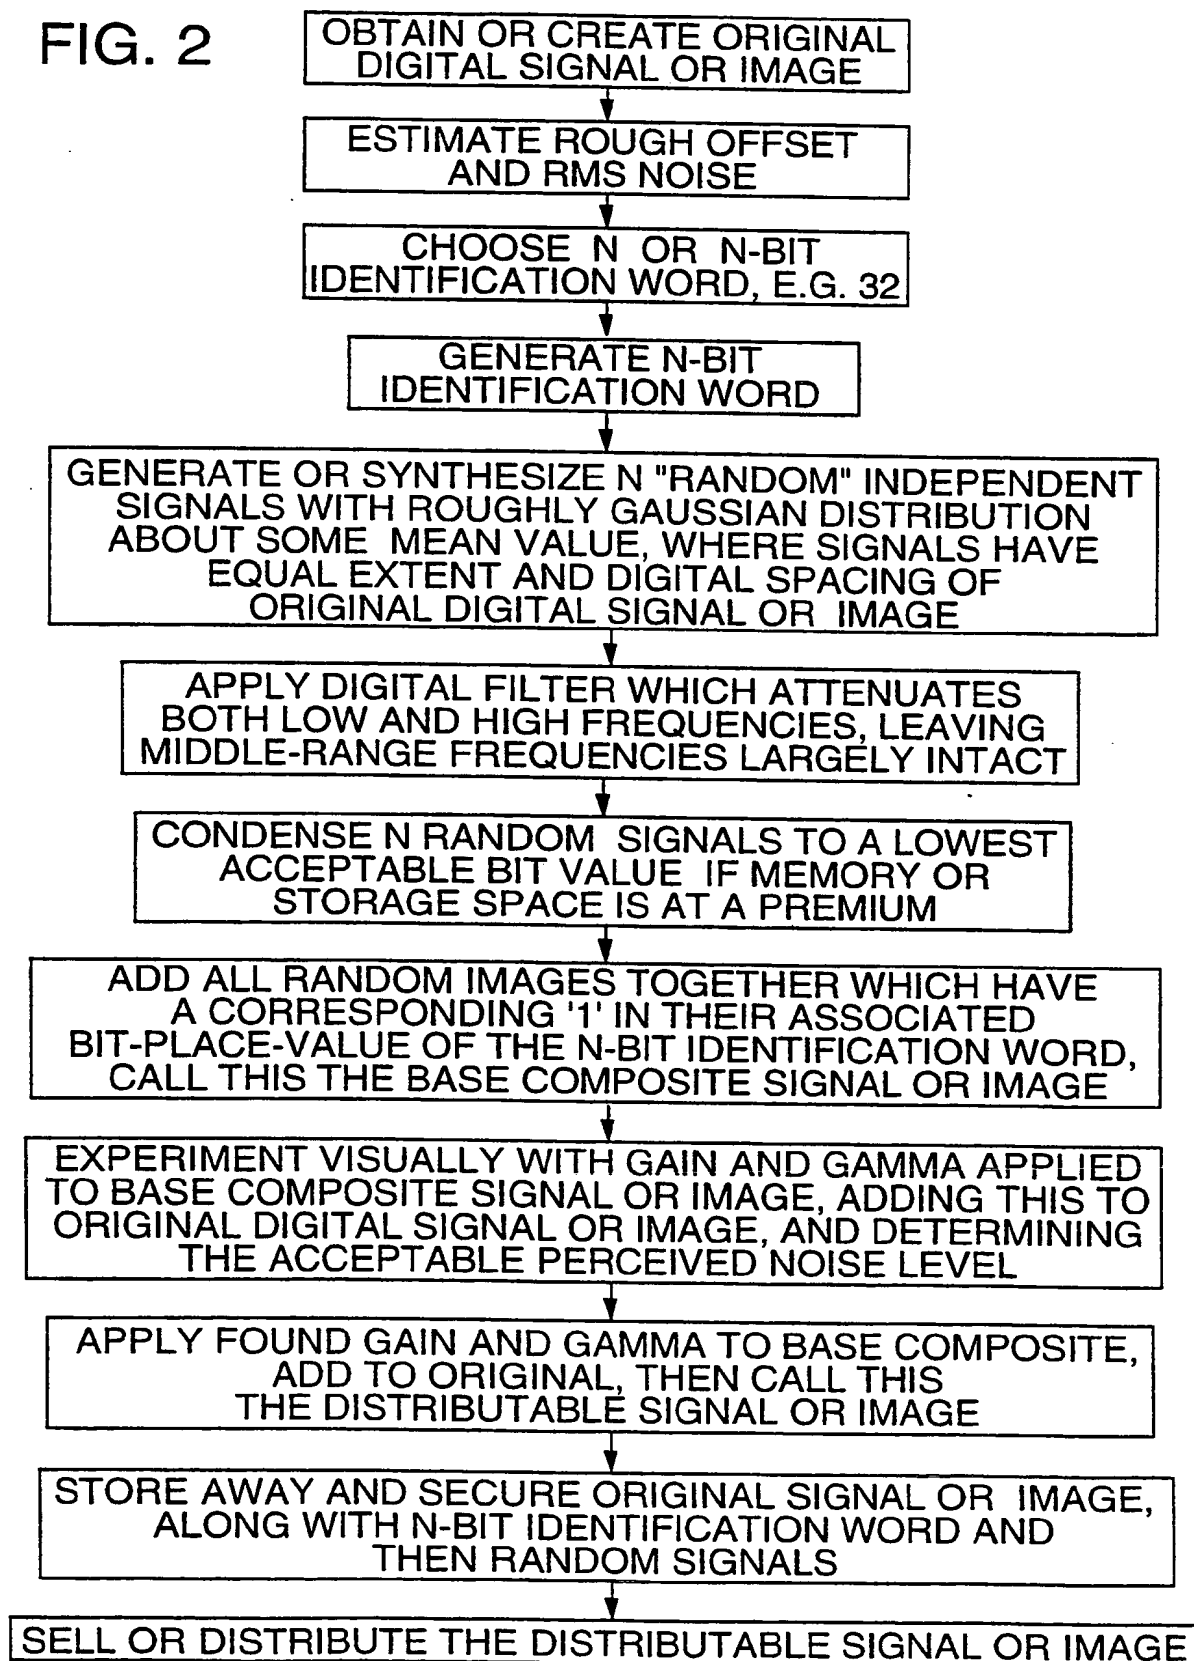 FIG. 2
OBTAIN OR CREATE ORIGINAL
DIGITAL SIGNAL OR IMAGE
ESTIMATE ROUGH OFFSET
AND RMS NOISE
CHOOSE N OR N-BIT
IDENTIFICATION WORD, E.G. 32
GENERATE N-BIT
IDENTIFICATION WORD
GENERATE OR SYNTHESIZE N "RANDOM" INDEPENDENT
SIGNALS WITH ROUGHLY GAUSSIAN DISTRIBUTION
ABOUT SOME MEAN VALUE, WHERE SIGNALS HAVE
EQUAL EXTENT AND DIGITAL SPACING OF
ORIGINAL DIGITAL SIGNAL OR IMAGE
APPLY DIGITAL FILTER WHICH ATTENUATES
BOTH LOW AND HIGH FREQUENCIES, LEAVING
MIDDLE-RANGE FREQUENCIES LARGELY INTACT
CONDENSE N RANDOM SIGNALS TO A LOWEST
ACCEPTABLE BIT VALUE IF MEMORY OR
STORAGE SPACE IS AT A PREMIUM
ADD ALL RANDOM IMAGES TOGETHER WHICH HAVE
A CORRESPONDING '1' IN THEIR ASSOCIATED
BIT-PLACE-VALUE OF THE N-BIT IDENTIFICATION WORD,
CALL THIS THE BASE COMPOSITE SIGNAL OR IMAGE
EXPERIMENT VISUALLY WITH GAIN AND GAMMA APPLIED
TO BASE COMPOSITE SIGNAL OR IMAGE, ADDING THIS TO
ORIGINAL DIGITAL SIGNAL OR IMAGE, AND DETERMINING
THE ACCEPTABLE PERCEIVED NOISE LEVEL
APPLY FOUND GAIN AND GAMMA TO BASE COMPOSITE,
ADD TO ORIGINAL, THEN CALL THIS
THE DISTRIBUTABLE SIGNAL OR IMAGE
STORE AWAY AND SECURE ORIGINAL SIGNAL OR IMAGE,
ALONG WITH N-BIT IDENTIFICATION WORD AND
THEN RANDOM SIGNALS
SELL OR DISTRIBUTE THE DISTRIBUTABLE SIGNAL OR IMAGE